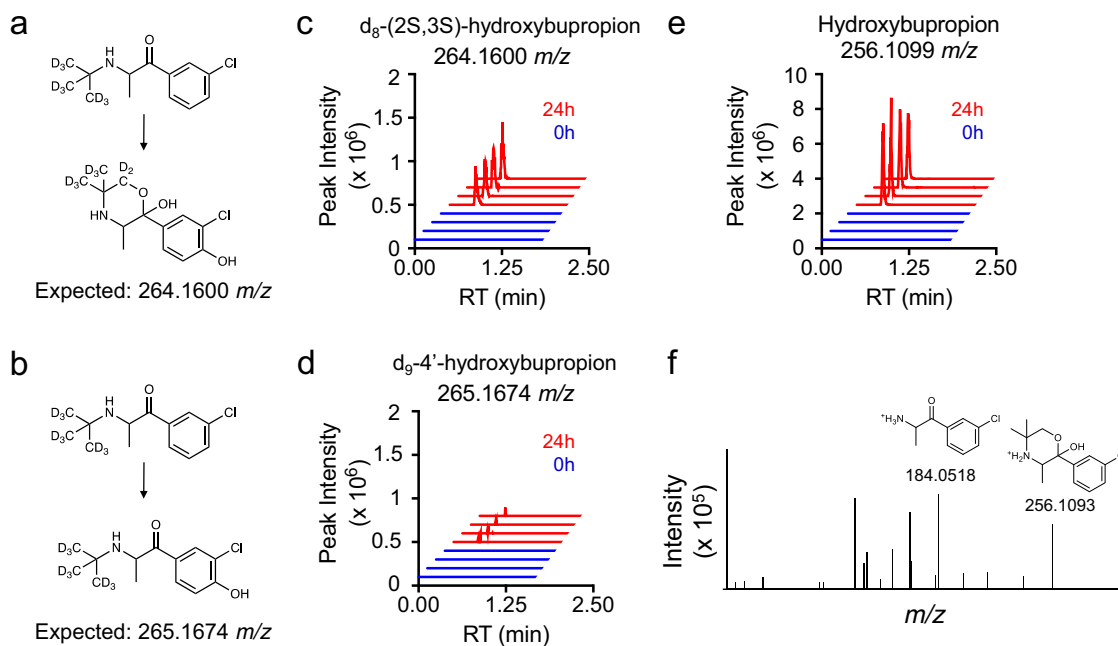 a
O
H
N
D3C
D3C
CD3
Cl
D3C
D2
D3C
C
O
OH
HN
Cl
OH
Expected: 264.1600 m/z
b
O
H
N
D3C
D3C
CD3
Cl
O
H
N
D3C
D3C
CD3
Cl
OH
Expected: 265.1674 m/z
c
d8-(2S,3S)-hydroxybupropion
264.1600 m/z
Peak Intensity
(x 10^6)
2
1.5
1
0.5
0
24h
0h
0.00
1.25
2.50
RT (min)
d
d9-4'-hydroxybupropion
265.1674 m/z
Peak Intensity
(x 10^6)
2
1.5
1
0.5
0
24h
0h
0.00
1.25
2.50
RT (min)
e
Hydroxybupropion
256.1099 m/z
Peak Intensity
(x 10^6)
10
8
6
4
2
0
24h
0h
0.00
1.25
2.50
RT (min)
f
O
+H3N
Cl
184.0518
O
OH
+H2N
256.1093
Intensity
(x 10^5)
m/z